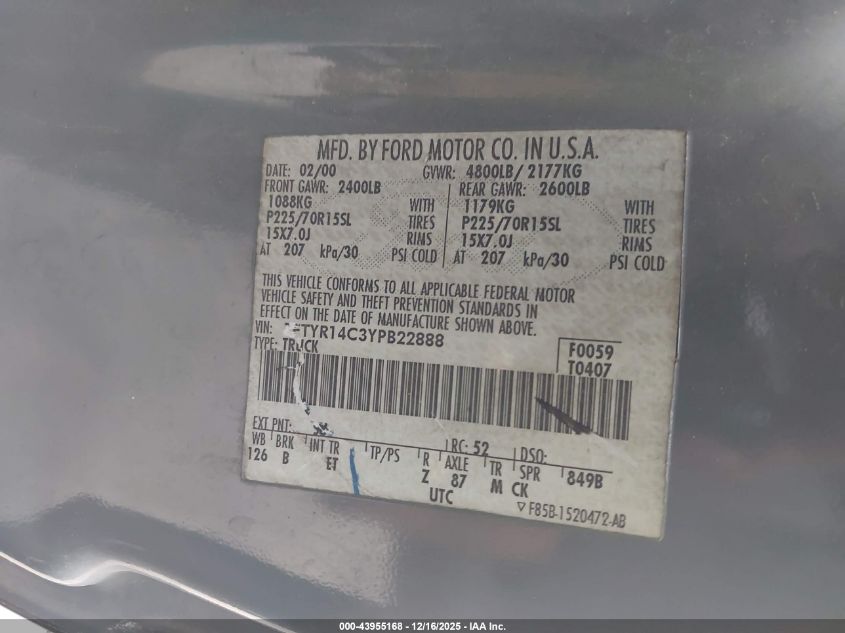 MFD. BY FORD MOTOR CO. IN U.S.A.
DATE: 02/00 GVWR: 4800LB/ 2177KG
FRONT GAWR: 2400LB REAR GAWR: 2600LB
1088KG WITH 1179KG WITH
P225/70R15SL TIRES P225/70R15SL TIRES
15X7.0J RIMS 15X7.0J RIMS
AT 207 kPa/30 PSI COLD AT 207 kPa/30 PSI COLD
THIS VEHICLE CONFORMS TO ALL APPLICABLE FEDERAL MOTOR
VEHICLE SAFETY AND THEFT PREVENTION STANDARDS IN
EFFECT ON THE DATE OF MANUFACTURE SHOWN ABOVE.
VIN: FTYR14C3YPB22888
TYPE: TRUCK
F0059
T0407
EXT PNT: RC: 52 DSO:
WB BRK INT TR TP/PS R AXLE TR SPR 849B
126 B ET Z 87 M CK
UTC
F85B-1520472-AB
000-43955168 - 12/16/2025 - IAA Inc.